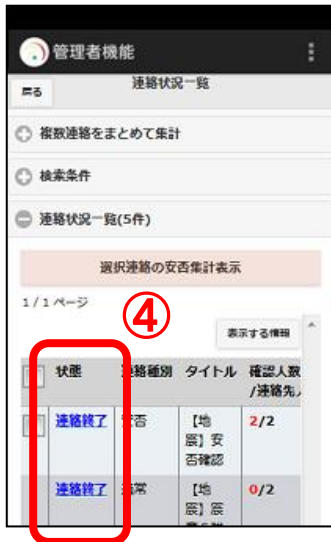 管理者機能
戻る
連絡状況一覧
複数連絡をまとめて集計
検索条件
連絡状況一覧(5件)
選択連絡の安否集計表示
1/1 ページ
④
表示する情報
状態 連絡種別 タイトル 確認人数
/連絡先人
連絡終了 安否 【地 2/2
震】安
否確認
連絡終了 通常 【地 0/2
震】震